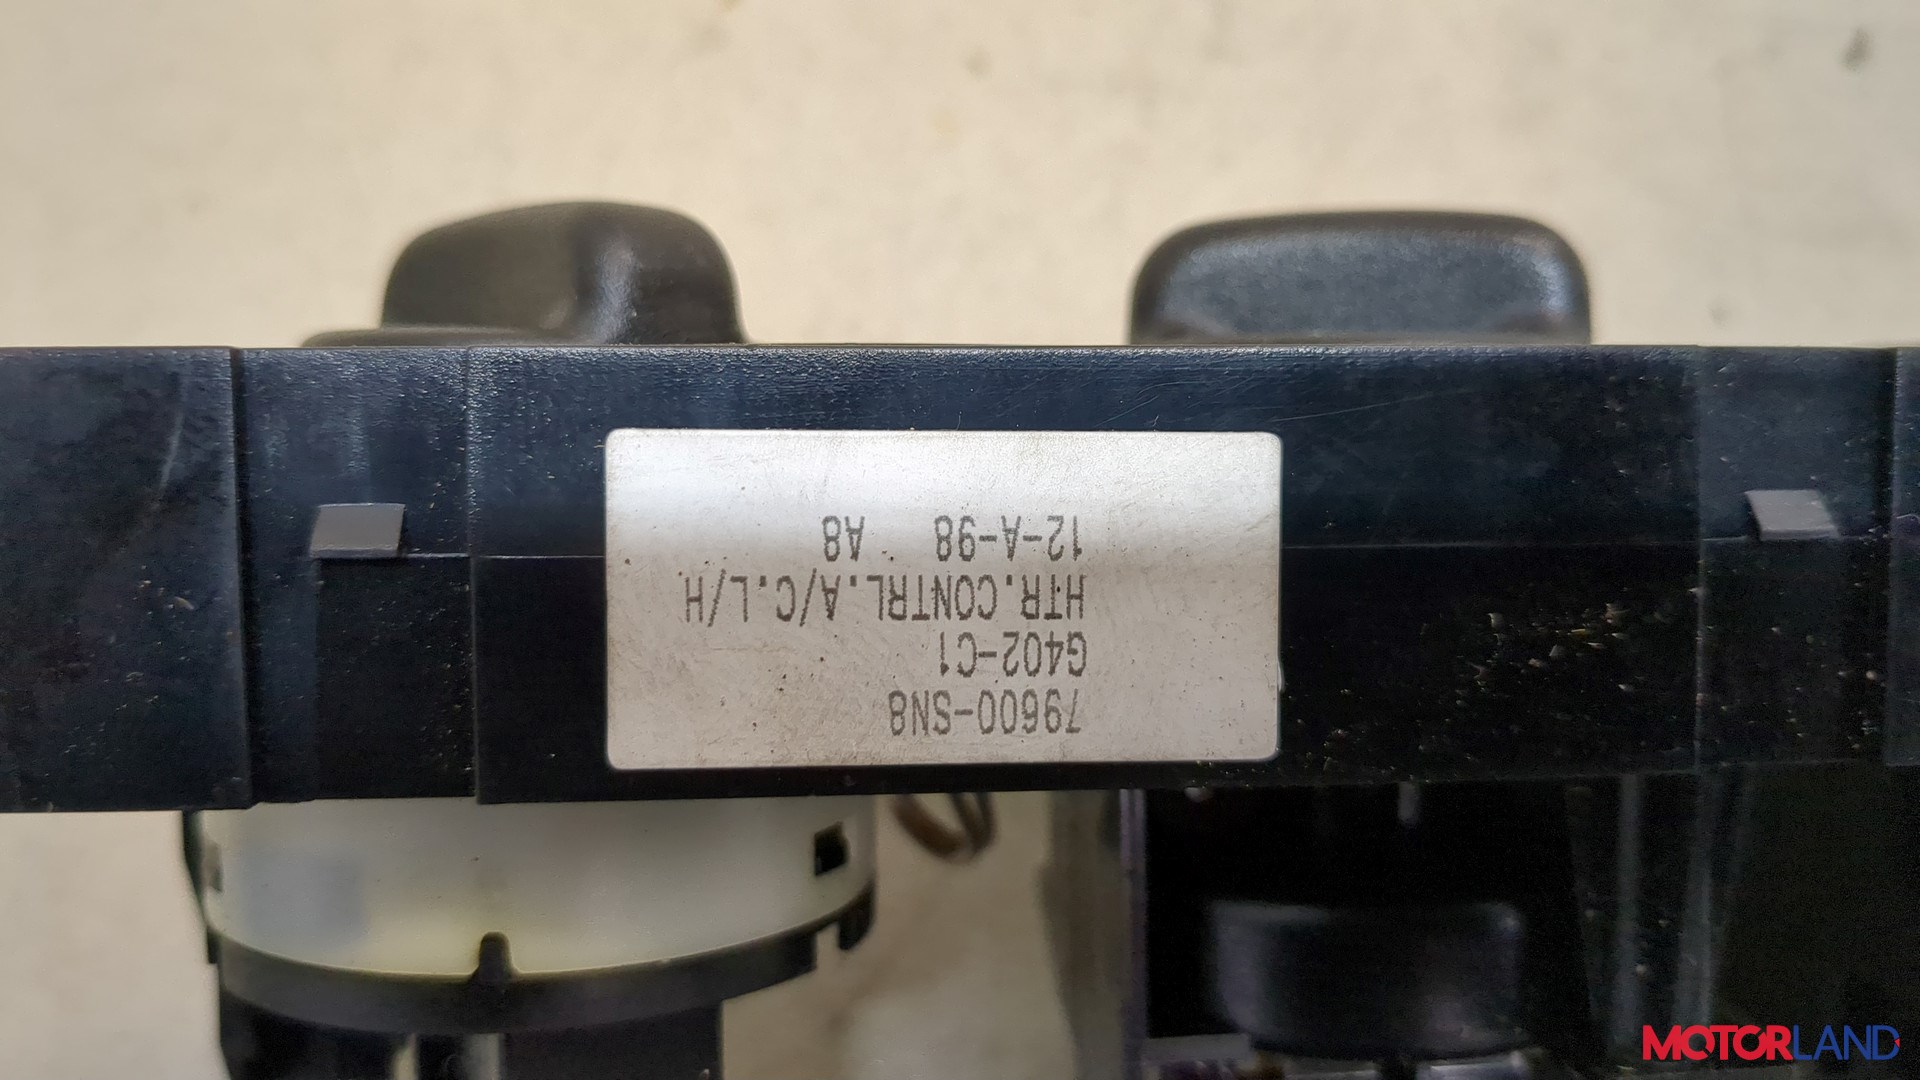 79600-SN8
G402-C1
HTR.CONTRL.A/C.L/H
12-A-98 A8
MOTORLAND